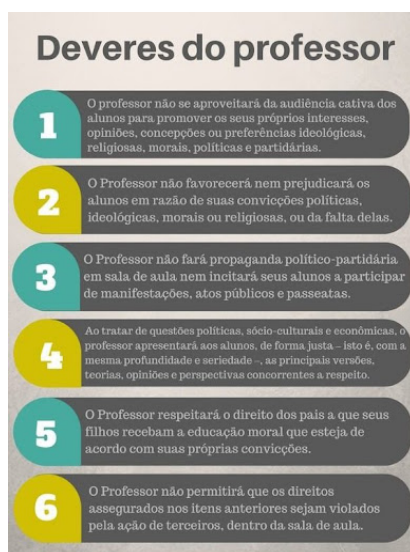 Deveres do professor
1
O professor não se aproveitará da audiência cativa dos
alunos para promover os seus próprios interesses,
opiniões, concepções ou preferências ideológicas,
religiosas, morais, políticas e partidárias.
2
O Professor não favorecerá nem prejudicará os
alunos em razão de suas convicções políticas,
ideológicas, morais ou religiosas, ou da falta delas.
3
O Professor não fará propaganda político-partidária
em sala de aula nem incitará seus alunos a participar
de manifestações, atos públicos e passeatas.
4
Ao tratar de questões políticas, sócio-culturais e econômicas, o
professor apresentará aos alunos, de forma justa – isto é, com a
mesma profundidade e seriedade –, as principais versões,
teorias, opiniões e perspectivas concorrentes a respeito.
5
O Professor respeitará o direito dos pais a que seus
filhos recebam a educação moral que esteja de
acordo com suas próprias convicções.
6
O Professor não permitirá que os direitos
assegurados nos itens anteriores sejam violados
pela ação de terceiros, dentro da sala de aula.